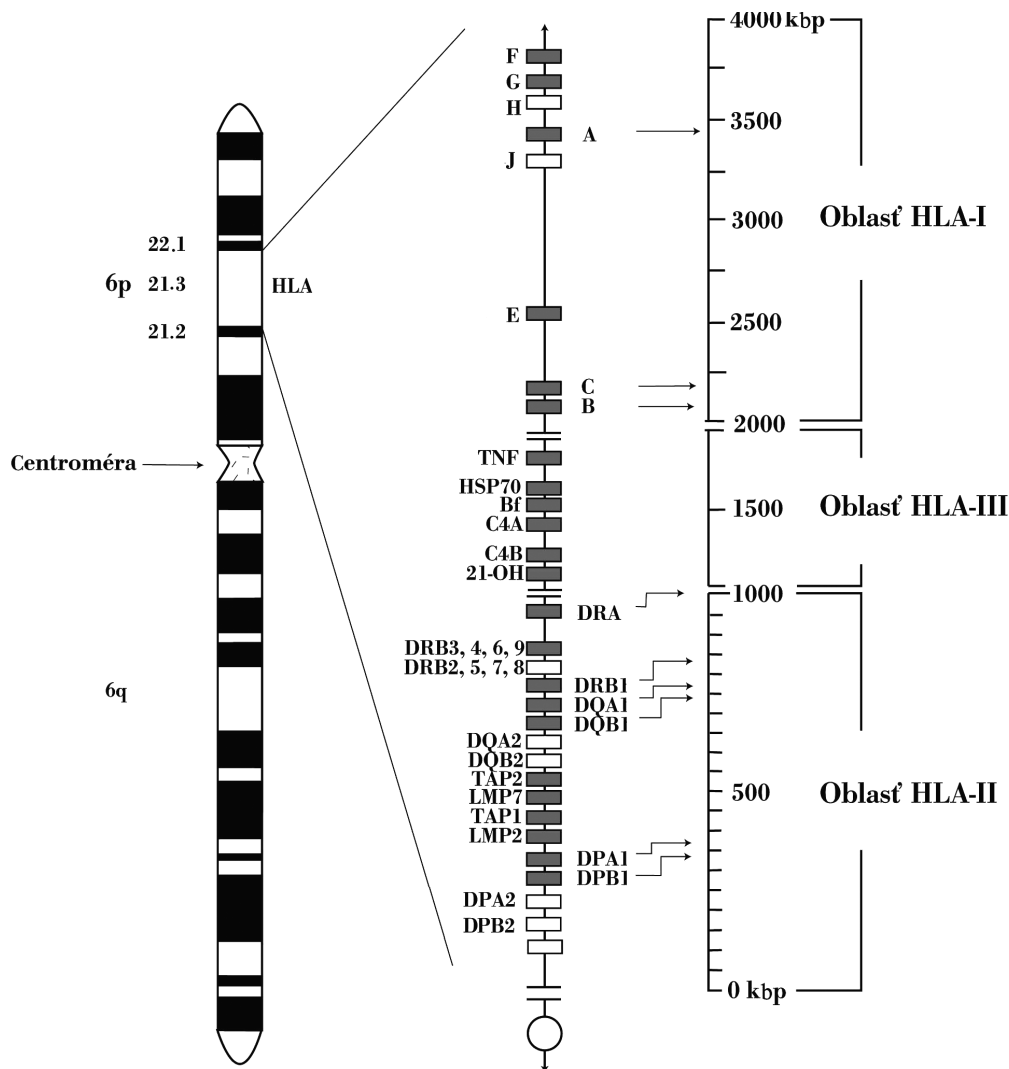 22.1
6p 21.3
21.2
HLA
Centroméra
6q
F
G
H
A
J
E
C
B
TNF
HSP70
Bf
C4A
C4B
21-OH
DRA
DRB3, 4, 6, 9
DRB2, 5, 7, 8
DRB1
DQA1
DQB1
DQA2
DQB2
TAP2
LMP7
TAP1
LMP2
DPA1
DPB1
DPA2
DPB2
4000 kbp
3500
3000
2500
2000
1500
1000
500
0 kbp
Oblasť HLA-I
Oblasť HLA-III
Oblasť HLA-II